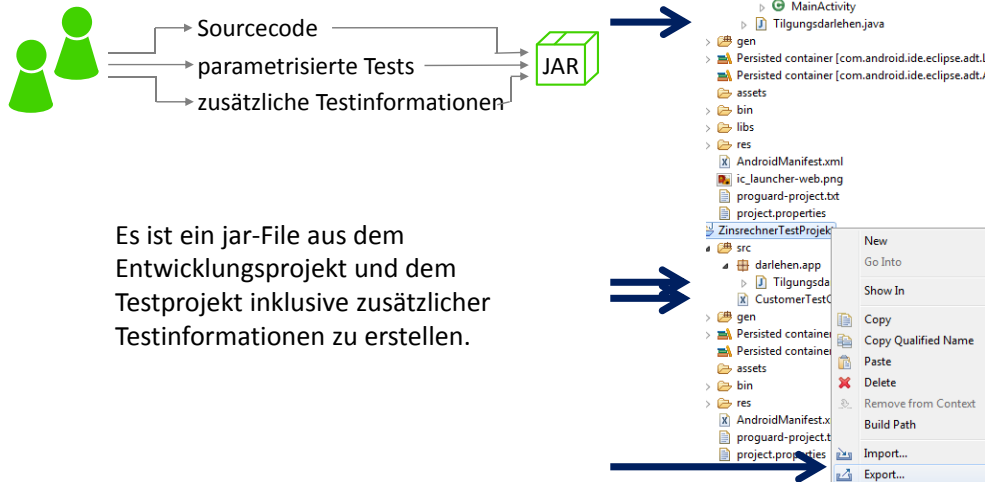 Sourcecode
parametrisierte Tests
zusätzliche Testinformationen
JAR
Es ist ein jar-File aus dem
Entwicklungsprojekt und dem
Testprojekt inklusive zusätzlicher
Testinformationen zu erstellen.
MainActivity
Tilgungsdarlehen.java
gen
Persisted container [com.android.ide.eclipse.adt.L
Persisted container [com.android.ide.eclipse.adt.A
assets
bin
libs
res
AndroidManifest.xml
ic_launcher-web.png
proguard-project.txt
project.properties
ZinsrechnerTestProjekt
src
darlehen.app
Tilgungsda
CustomerTestC
gen
Persisted container
Persisted container
assets
bin
res
AndroidManifest.x
proguard-project.t
project.properties
New
Go Into
Show In
Copy
Copy Qualified Name
Paste
Delete
Remove from Context
Build Path
Import...
Export...